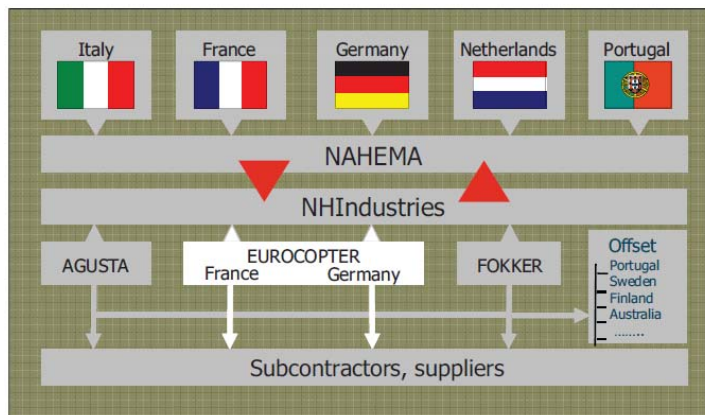 Italy France Germany Netherlands Portugal
NAHEMA
NHIndustries
AGUSTA
EUROCOPTER
France Germany
FOKKER
Offset
Portugal
Sweden
Finland
Australia
........
Subcontractors, suppliers